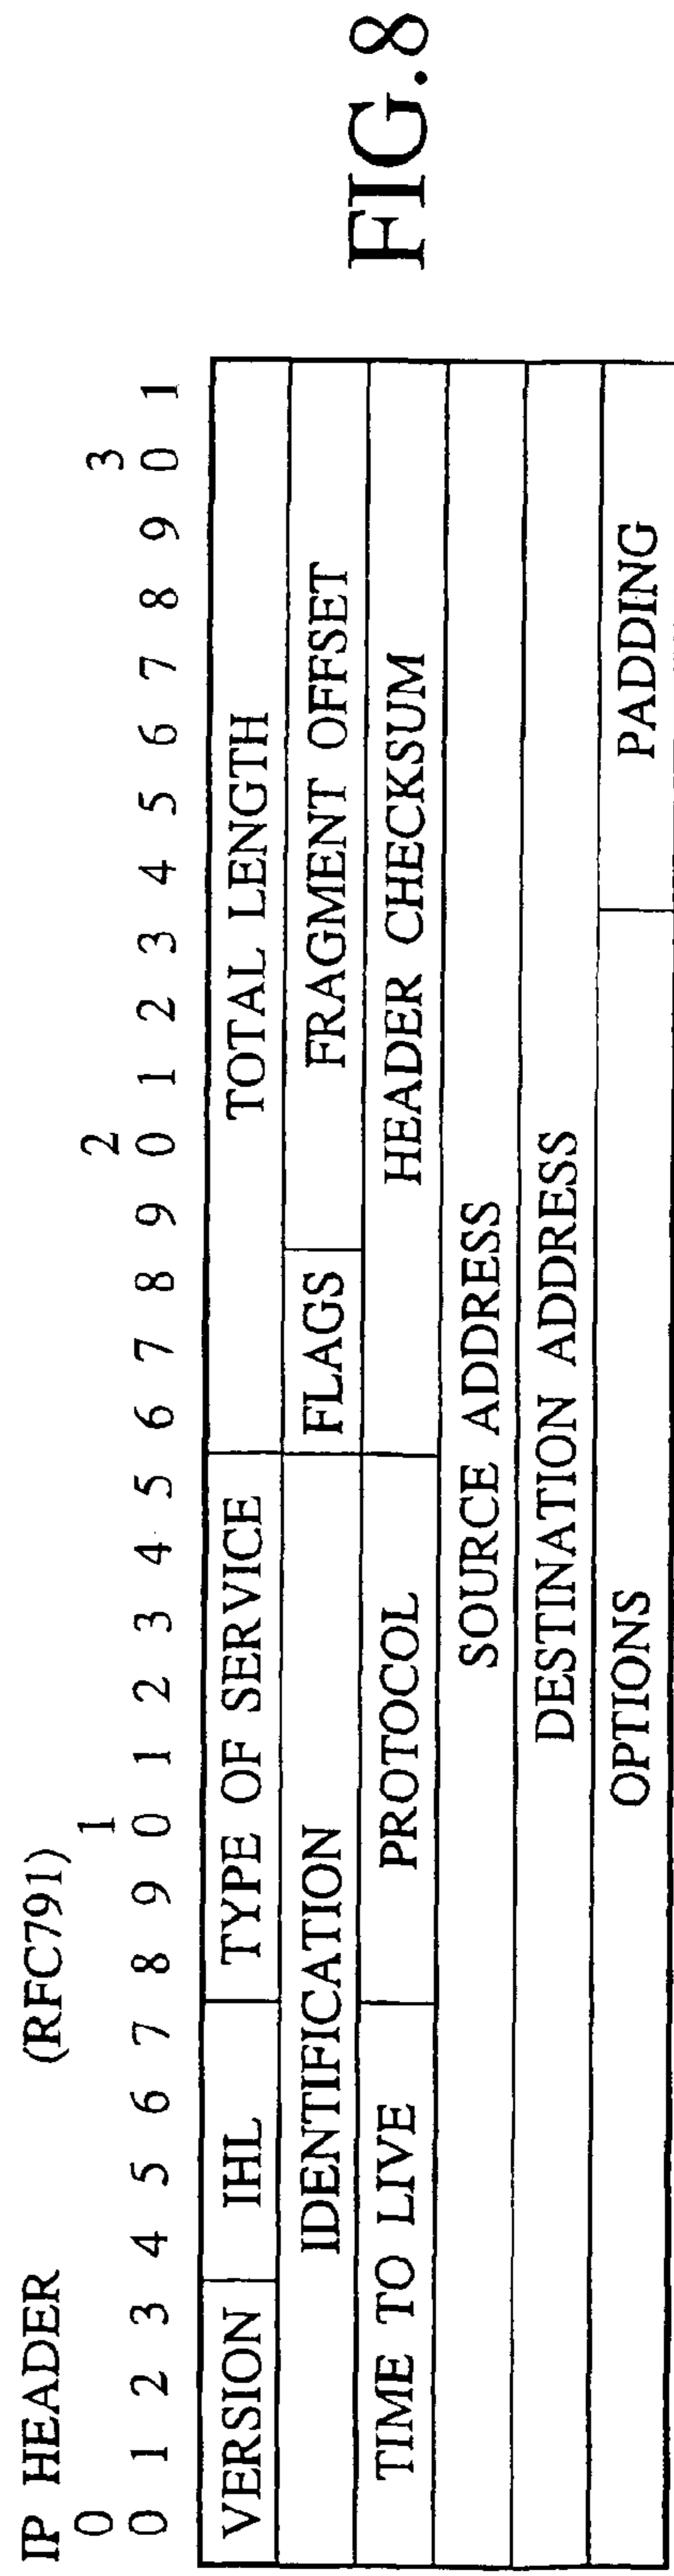 IP HEADER (RFC791)
0 1 2 3
0 1 2 3 4 5 6 7 8 9 0 1 2 3 4 5 6 7 8 9 0 1 2 3 4 5 6 7 8 9 0 1
VERSION IHL TYPE OF SERVICE TOTAL LENGTH
IDENTIFICATION FLAGS FRAGMENT OFFSET
TIME TO LIVE PROTOCOL HEADER CHECKSUM
SOURCE ADDRESS
DESTINATION ADDRESS
OPTIONS PADDING
FIG.8